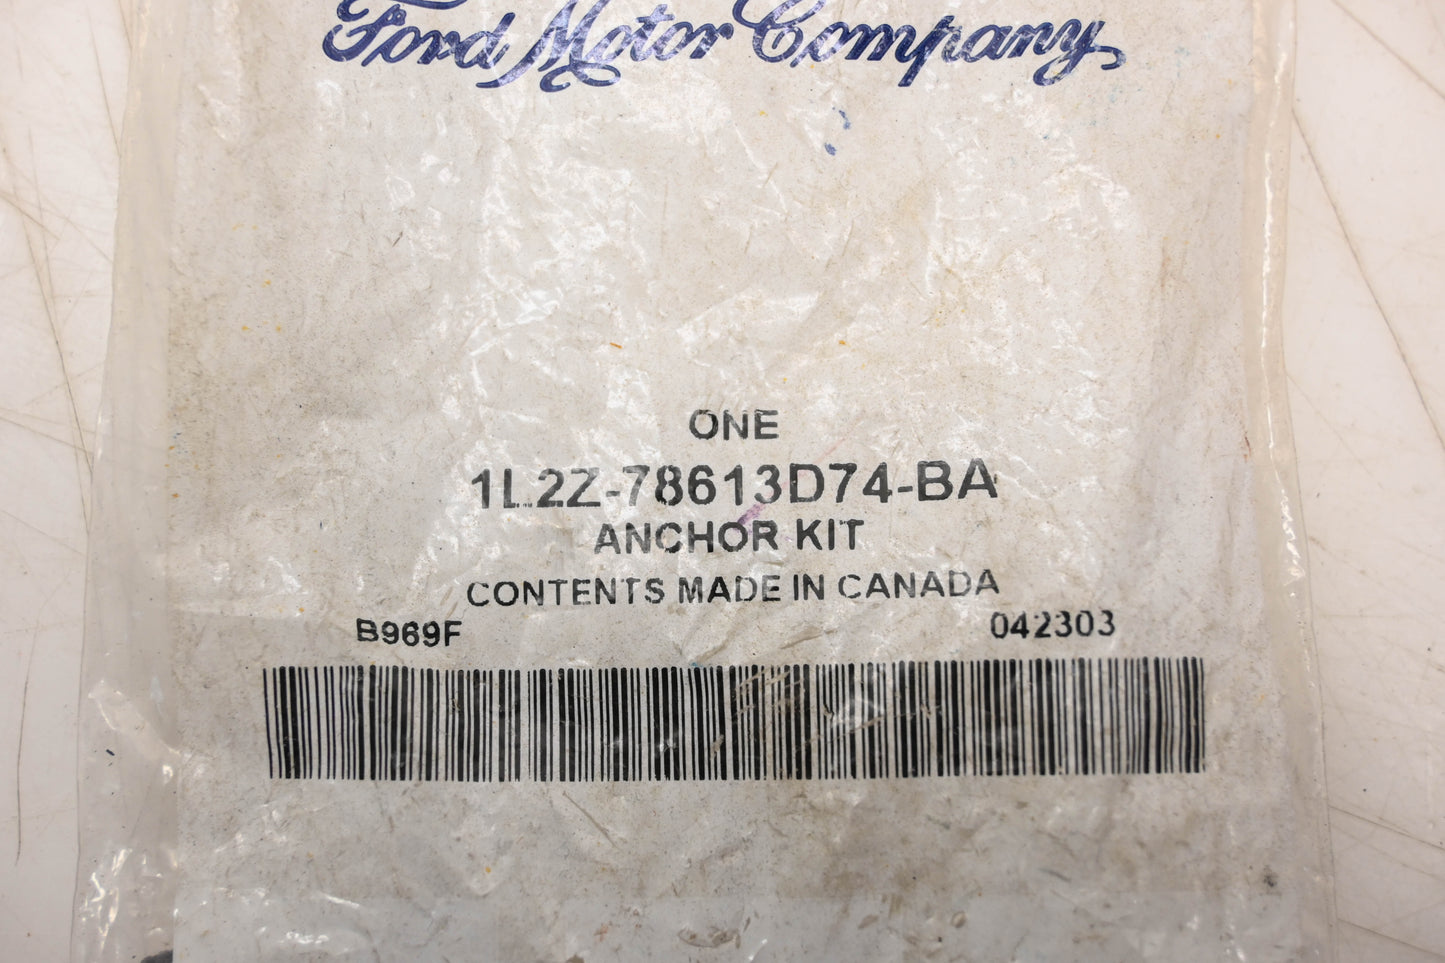 Ford Motor Company
ONE
1L2Z-78613D74-BA
ANCHOR KIT
CONTENTS MADE IN CANADA
B969F 042303